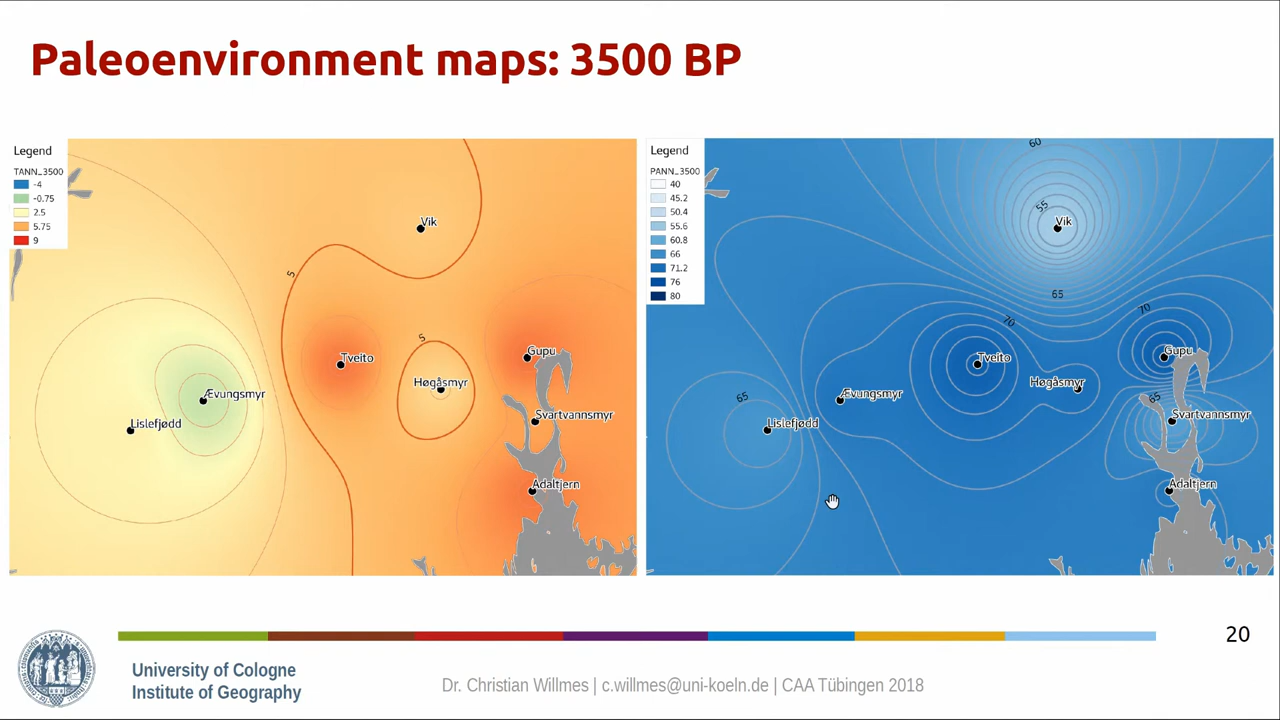 Paleoenvironment maps: 3500 BP
Legend
TANN_3500
-4
-0.75
2.5
5.75
9
5
Vik
5
Tveito
Høgåsmyr
Gupu
Ævungsmyr
Lislefjødd
Svartvannsmyr
Ådaltjern
Legend
PANN_3500
40
45.2
50.4
55.6
60.8
66
71.2
76
80
60
55
Vik
65
70
70
Tveito
Gupu
Høgåsmyr
Ævungsmyr
65
65
Lislefjødd
Svartvannsmyr
Ådaltjern
20
University of Cologne
Institute of Geography
Dr. Christian Willmes | c.willmes@uni-koeln.de | CAA Tübingen 2018